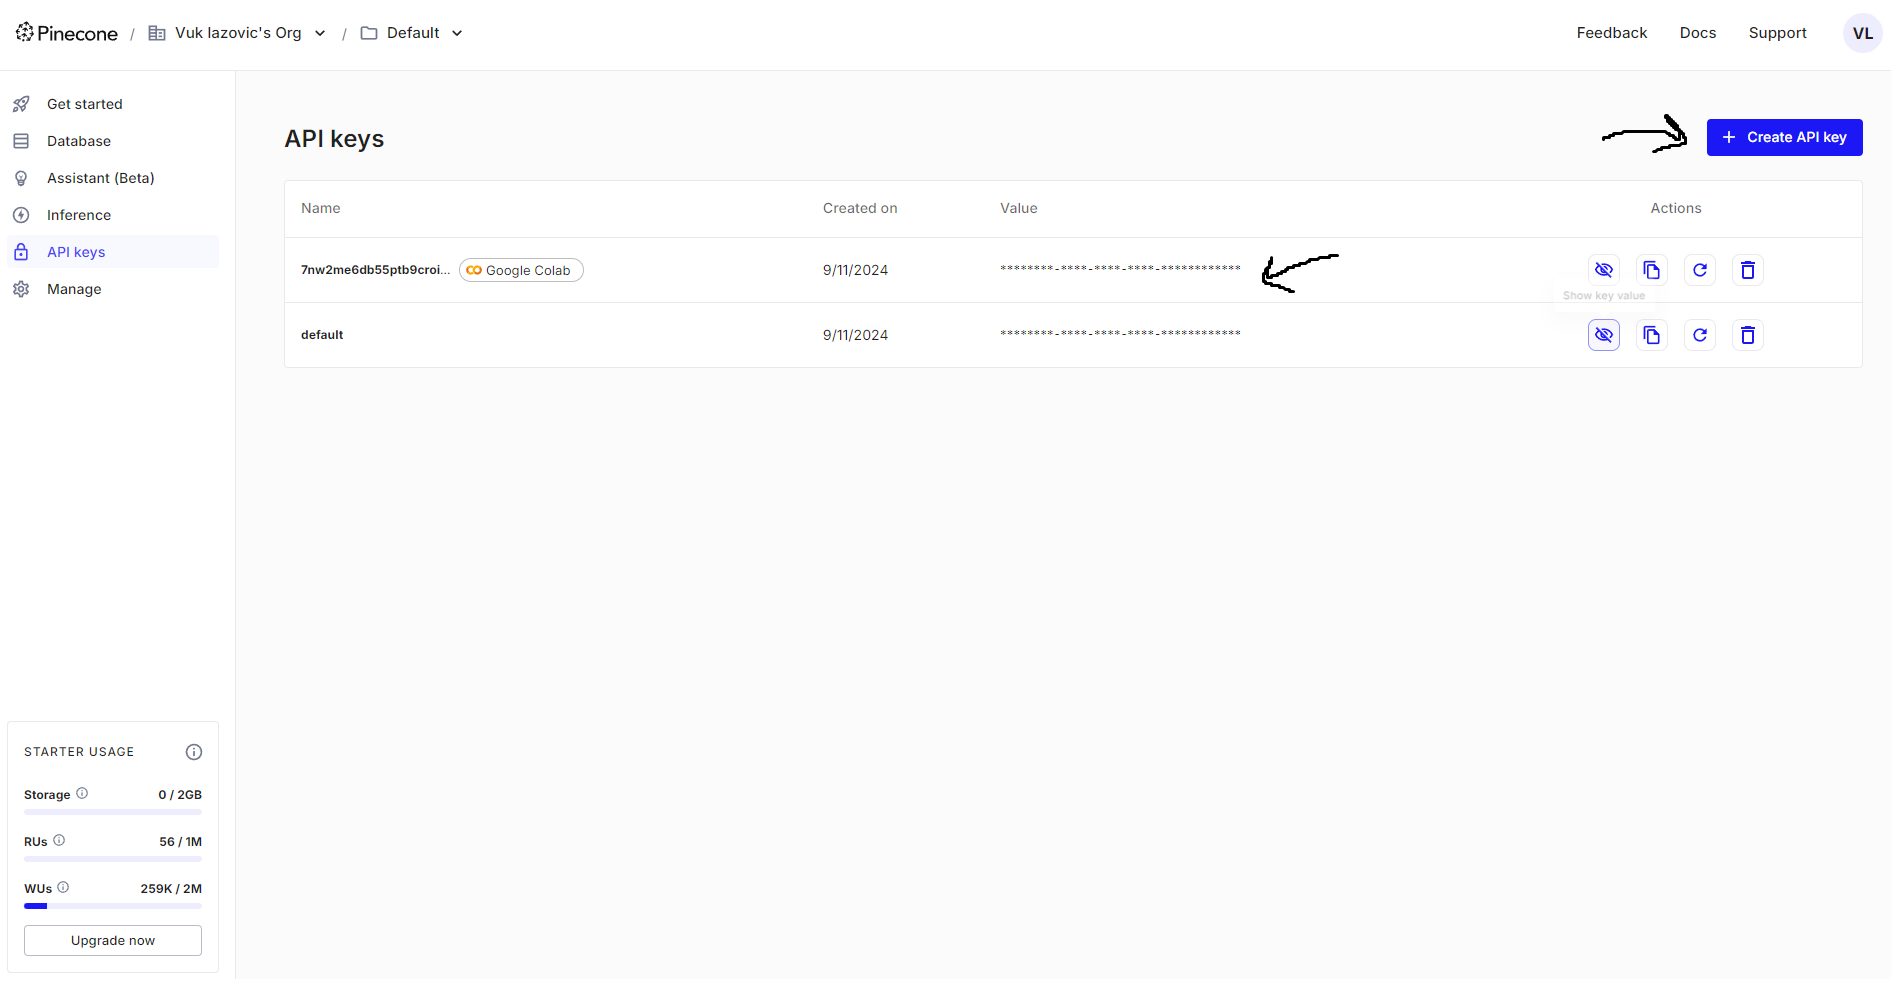 Pinecone / Vuk lazovic's Org / Default Feedback Docs Support VL
Get started
Database
Assistant (Beta)
Inference
API keys
Manage
API keys
+ Create API key
Name Created on Value Actions
7nw2me6db55ptb9croi... Google Colab 9/11/2024 ********-****-****-****-************
Show key value
default 9/11/2024 ********-****-****-****-************
STARTER USAGE
Storage 0 / 2GB
RUs 56 / 1M
WUs 259K / 2M
Upgrade now